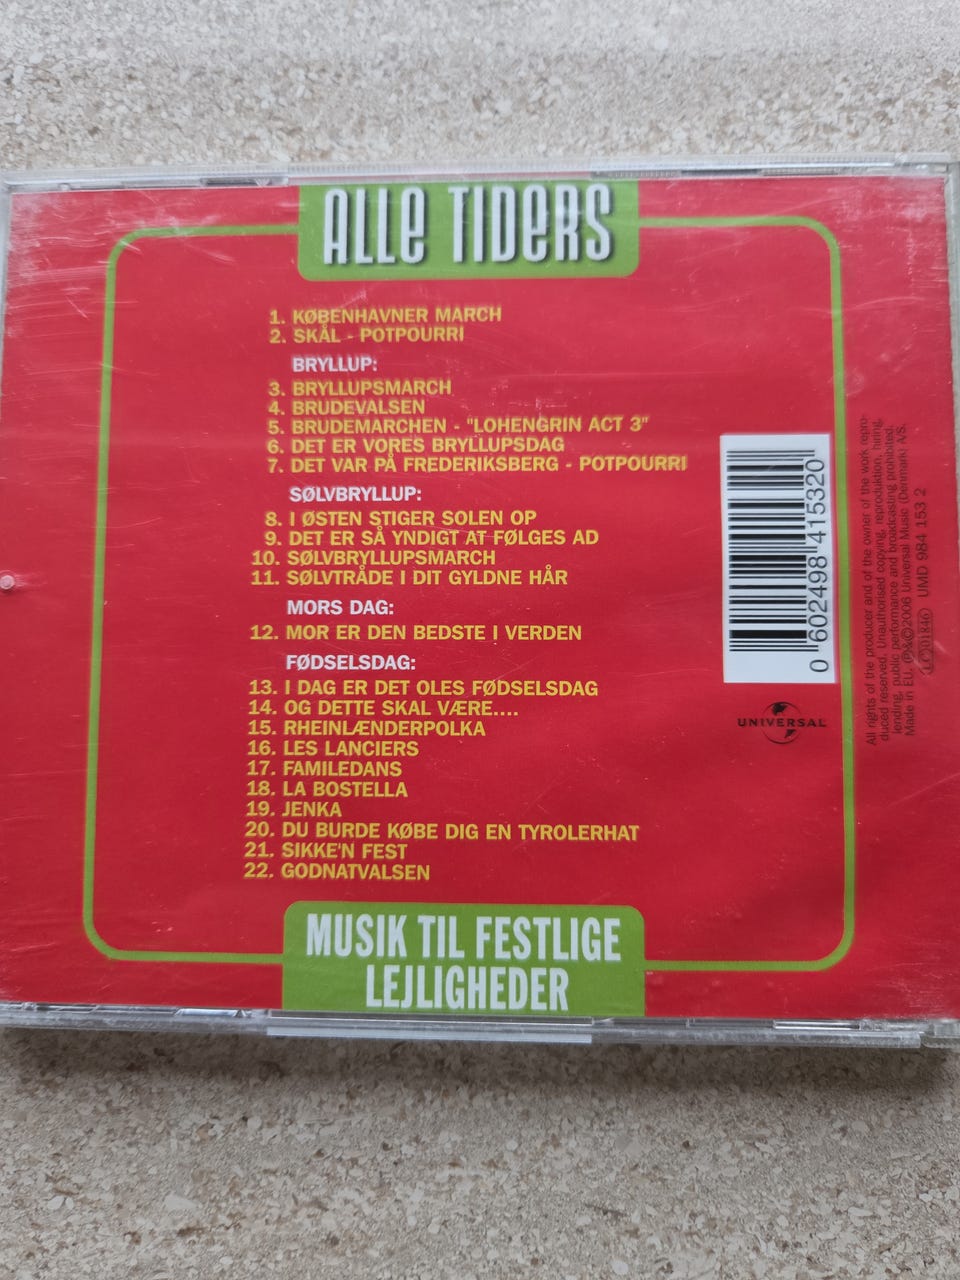 ALLE TIDERS
1. KØBENHAVNER MARCH
2. SKÅL - POTPOURRI
BRYLLUP:
3. BRYLLUPSMARCH
4. BRUDEVALSEN
5. BRUDEMARCHEN - "LOHENGRIN ACT 3"
6. DET ER VORES BRYLLUPSDAG
7. DET VAR PÅ FREDERIKSBERG - POTPOURRI
SØLVBRYLLUP:
8. I ØSTEN STIGER SOLEN OP
9. DET ER SÅ YNDIGT AT FØLGES AD
10. SØLVBRYLLUPSMARCH
11. SØLVTRÅDE I DIT GYLDNE HÅR
MORS DAG:
12. MOR ER DEN BEDSTE I VERDEN
FØDSELSDAG:
13. I DAG ER DET OLES FØDSELSDAG
14. OG DETTE SKAL VÆRE....
15. RHEINLÆNDERPOLKA
16. LES LANCIERS
17. FAMILEDANS
18. LA BOSTELLA
19. JENKA
20. DU BURDE KØBE DIG EN TYROLERHAT
21. SIKKE'N FEST
22. GODNATVALSEN
MUSIK TIL FESTLIGE
LEJLIGHEDER
0 602498 415320
UNIVERSAL
All rights of the producer and of the owner of the work repro-
duced reserved. Unauthorised copying, reproduktion, hiring,
lending, public performance and broadcasting prohibited.
Made in EU. Ⓟ&©2006 Universal Music (Denmark) A/S.
LC 01846 UMD 984 153 2